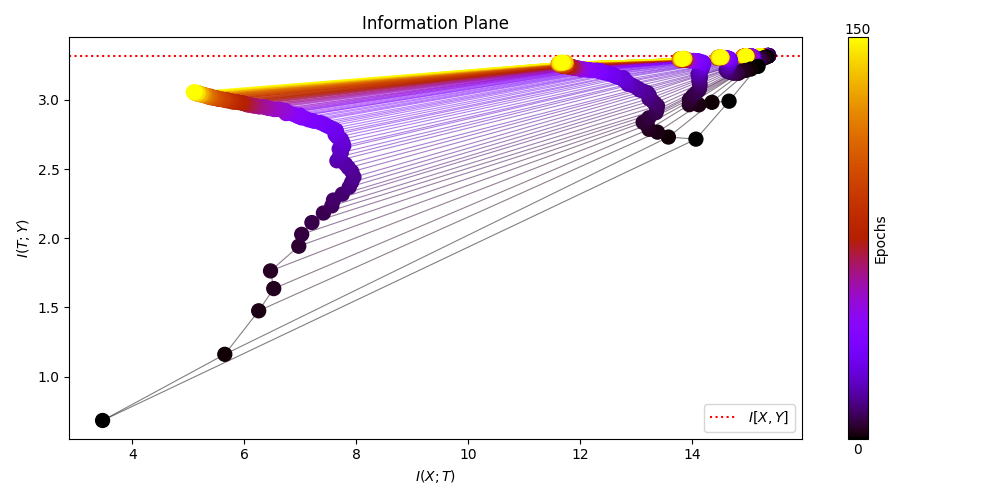 Information Plane
150
3.0
2.5
2.0
1.5
1.0
I(T; Y)
4
6
8
10
12
14
I(X; T)
I[X, Y]
Epochs
0